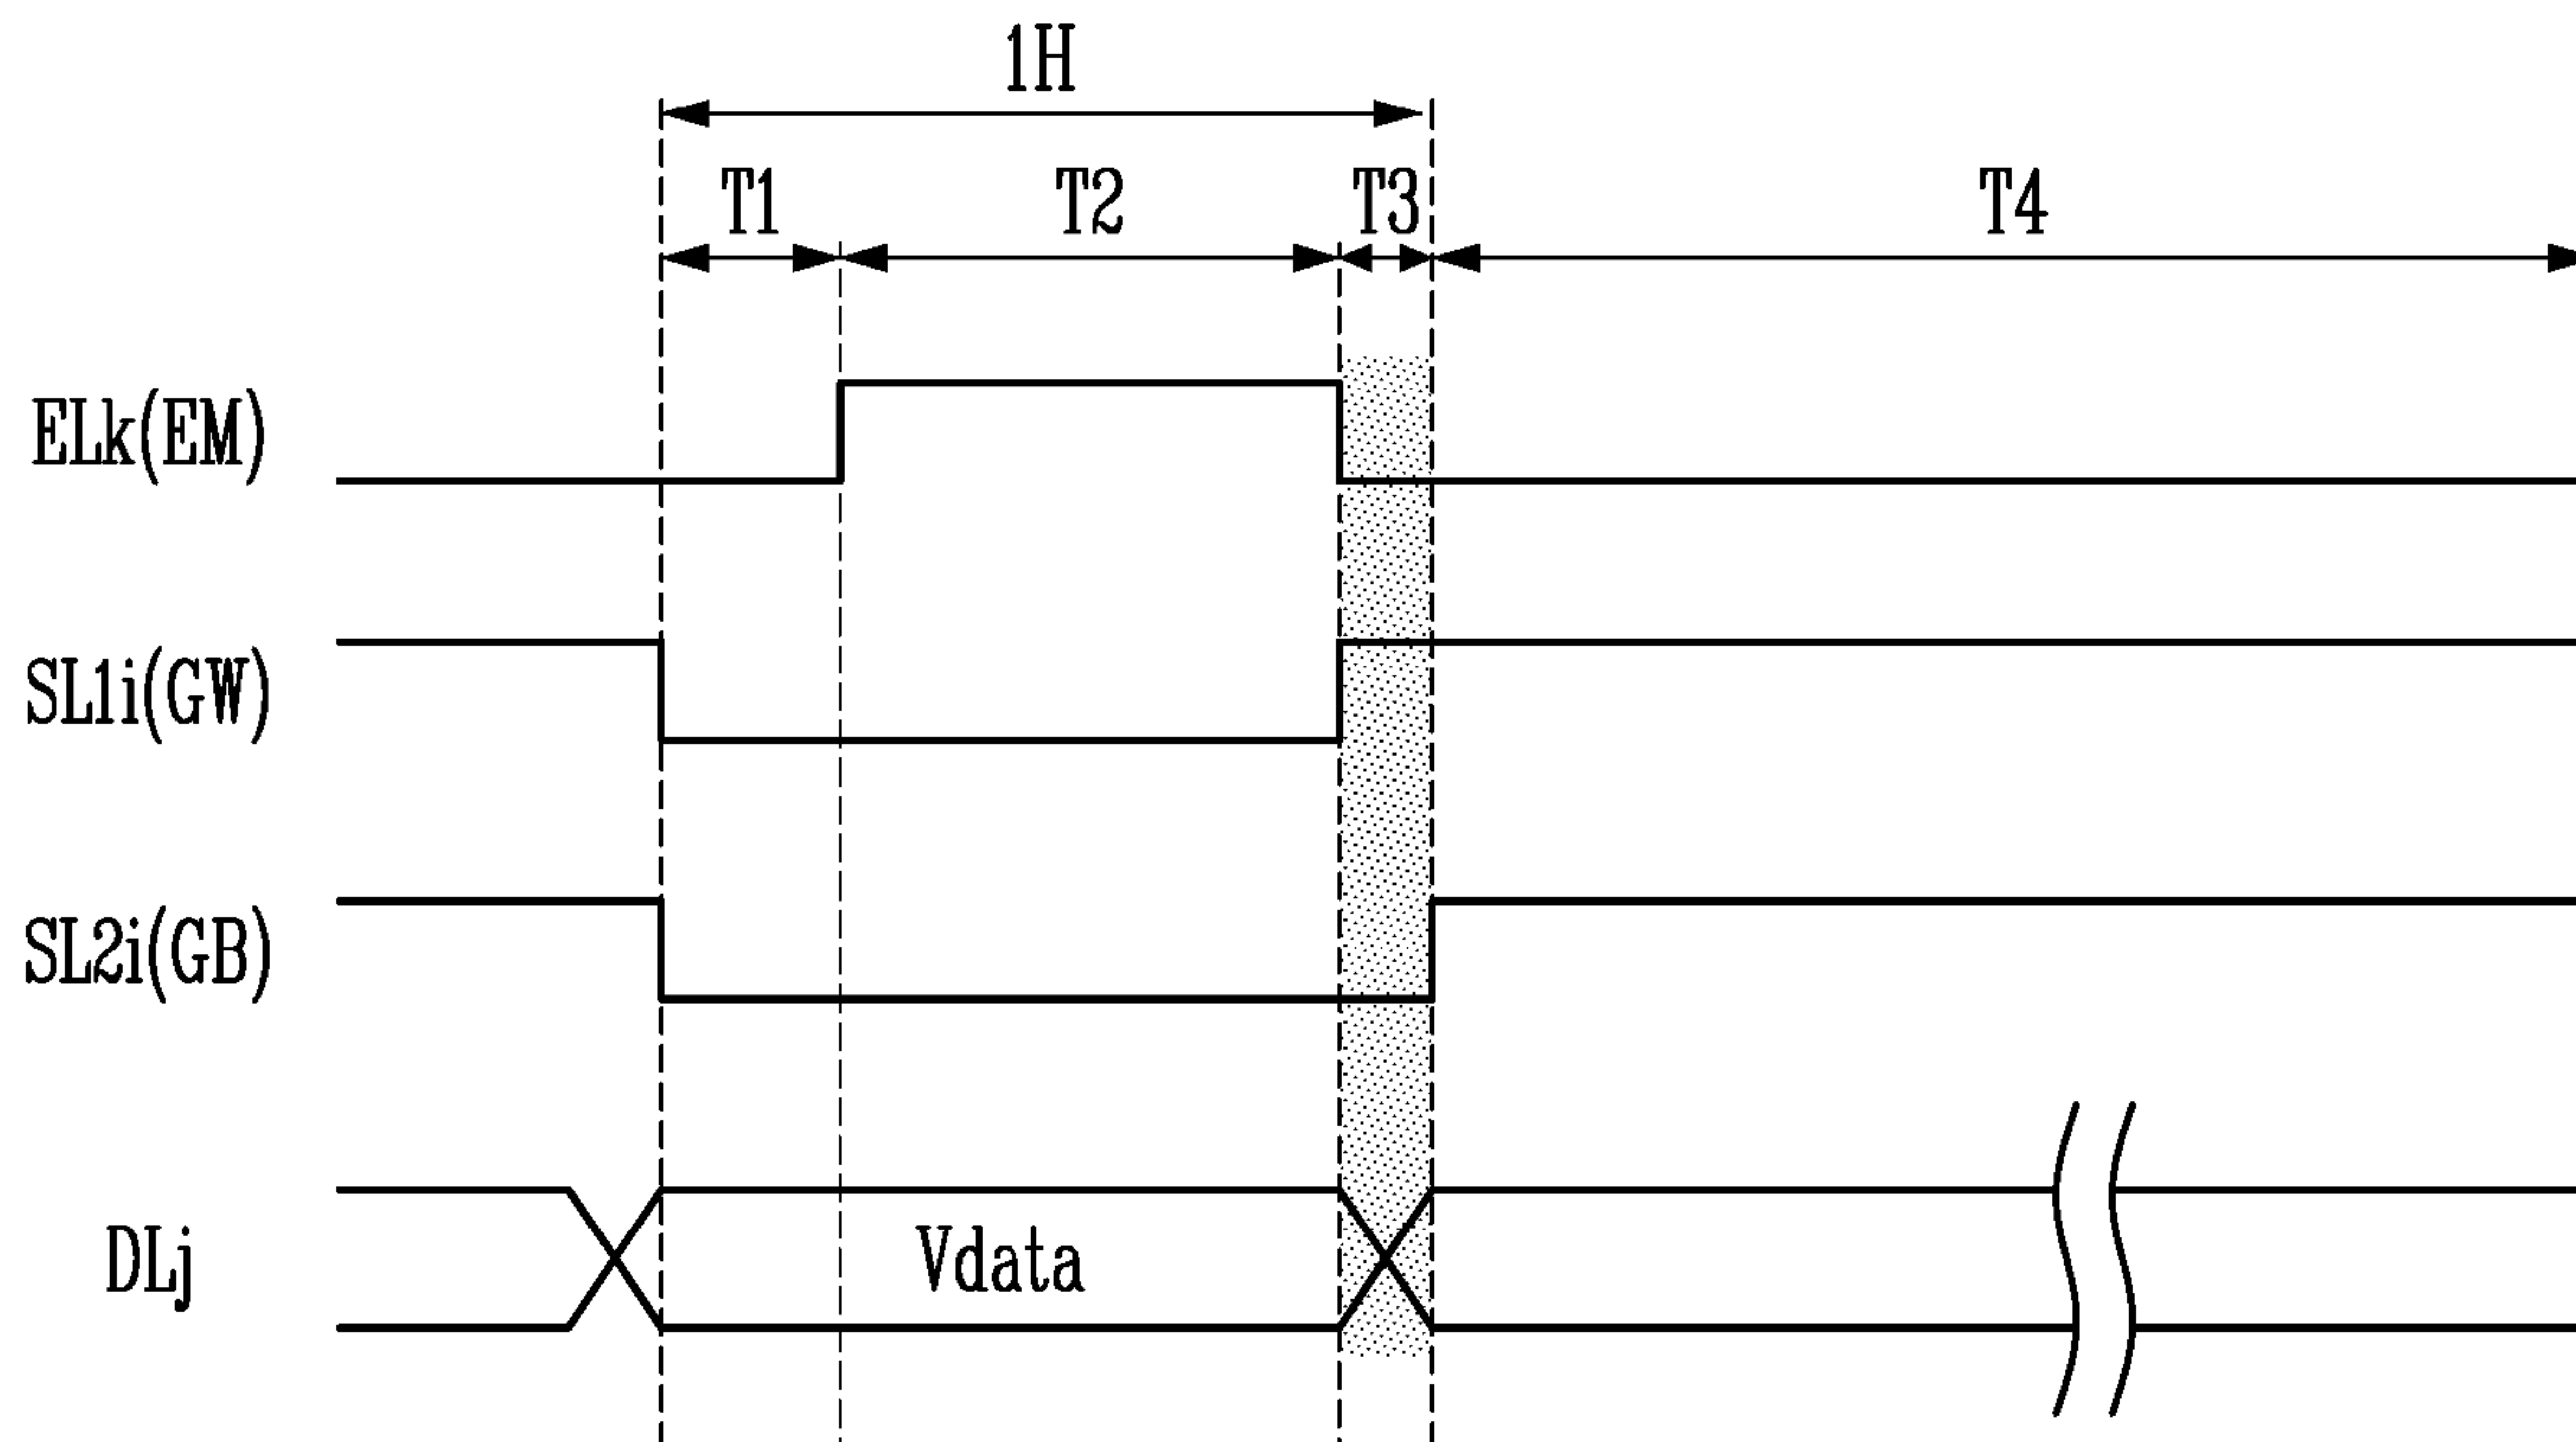 1H
T1 T2 T3 T4
ELk(EM)
SL1i(GW)
SL2i(GB)
DLj Vdata